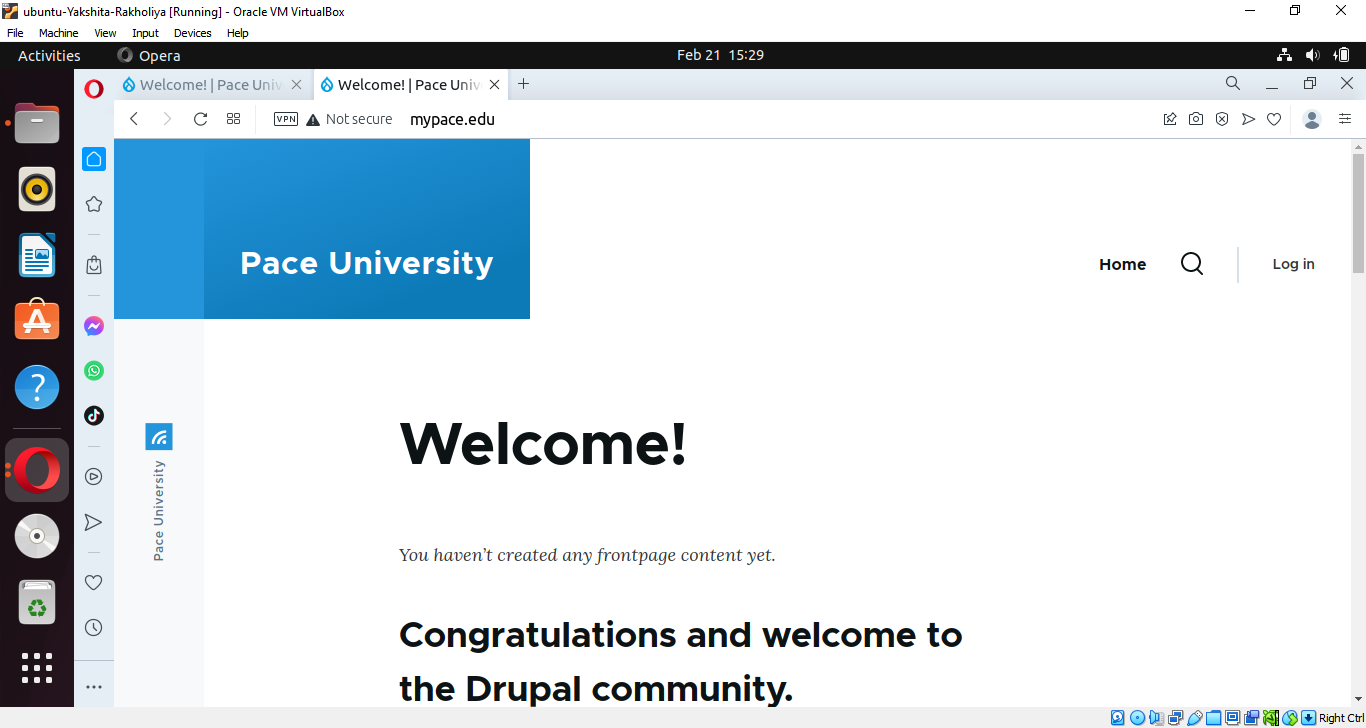 ubuntu-Yakshita-Rakholiya [Running] - Oracle VM VirtualBox
File Machine View Input Devices Help
Activities Opera Feb 21 15:29
Welcome! | Pace Univ Welcome! | Pace Univ
VPN Not secure mypace.edu
Pace University
Home Log in
Welcome!
Pace University
You haven’t created any frontpage content yet.
Congratulations and welcome to
the Drupal community.
Right Ctrl